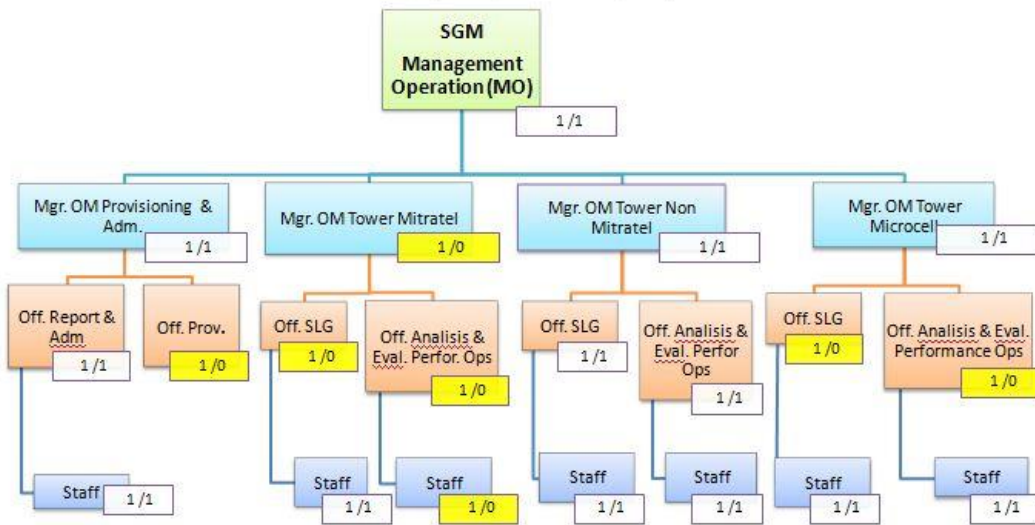 SGM
Management
Operation (MO)
1 /1
Mgr. OM Provisioning &
Adm.
1 /1
Mgr. OM Tower Mitratel
1 /0
Mgr. OM Tower Non
Mitratel
1 /1
Mgr. OM Tower
Microcell
1 /1
Off. Report &
Adm
1 /1
Off. Prov.
1 /0
Off. SLG
1 /0
Off. Analisis &
Eval. Perfor. Ops
1 /0
Off. SLG
1 /1
Off. Analisis &
Eval. Perfor
Ops
1 /1
Off. SLG
1 /0
Off. Analisis & Eval.
Performance Ops
1 /0
Staff
1 /1
Staff
1 /1
Staff
1 /0
Staff
1 /1
Staff
1 /1
Staff
1 /1
Staff
1 /1